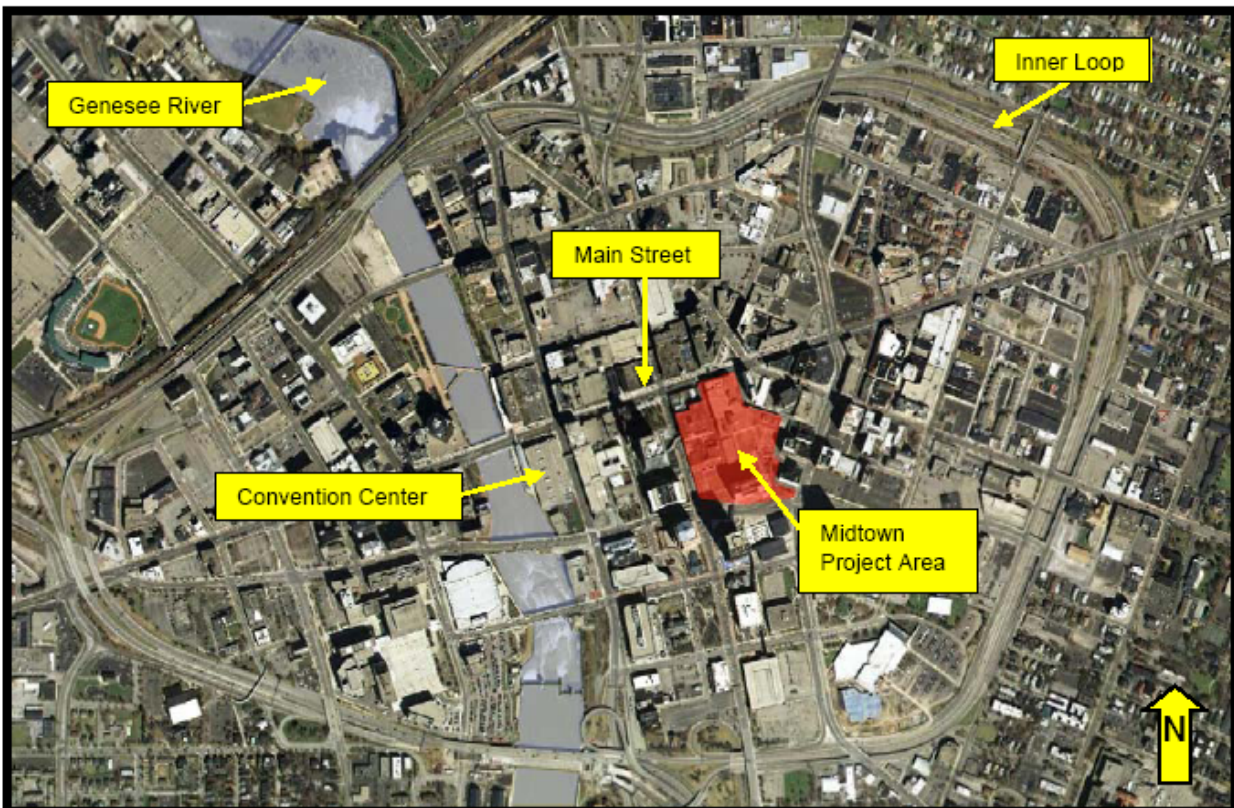 Inner Loop
Genesee River
Main Street
Convention Center
Midtown
Project Area
N